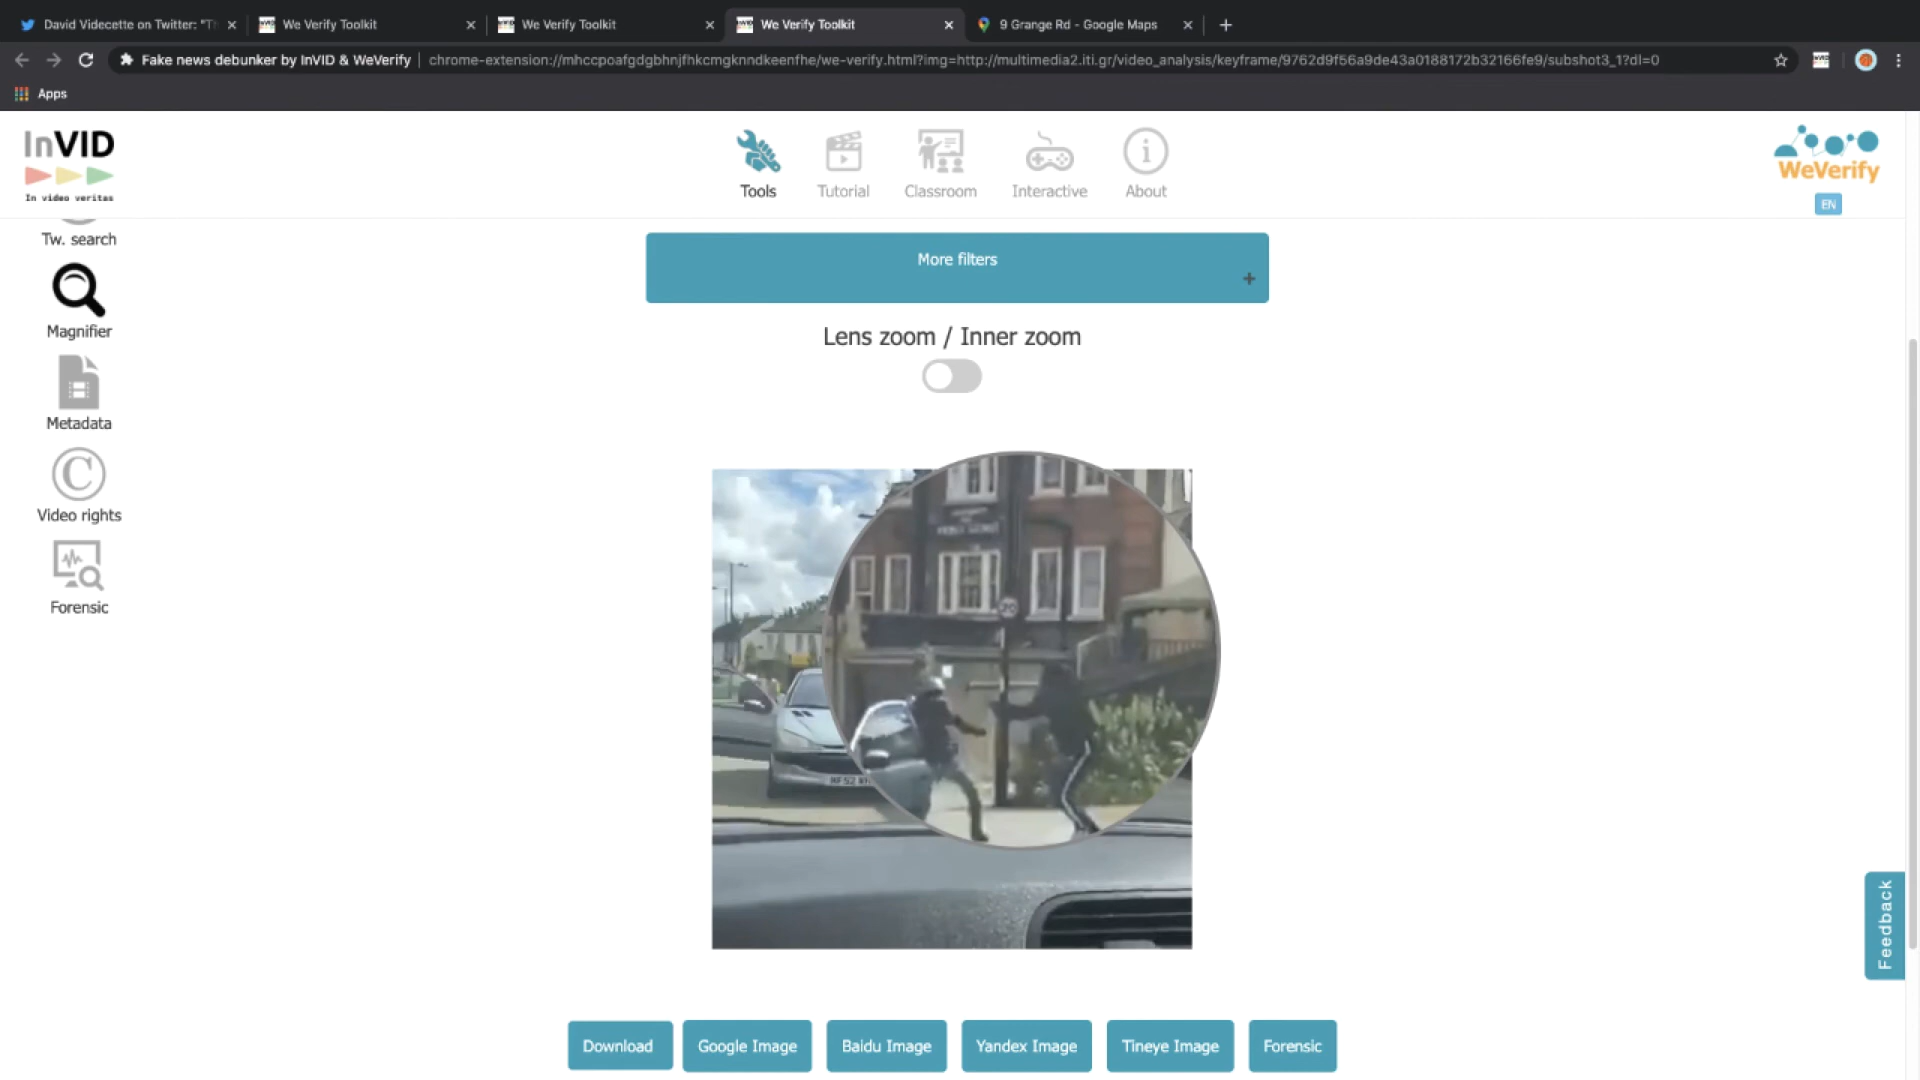 David Videcette on Twitter: "Th
We Verify Toolkit
We Verify Toolkit
We Verify Toolkit
9 Grange Rd - Google Maps
Fake news debunker by InVID & WeVerify
chrome-extension://mhccpoafgdgbhnjfhkcmgknndkeenfhe/we-verify.html?img=http://multimedia2.iti.gr/video_analysis/keyframe/9762d9f56a9de43a0188172b32166fe9/subshot3_1?dl=0
Apps
InVID
In video veritas
Tools
Tutorial
Classroom
Interactive
About
WeVerify
EN
Tw. search
Magnifier
Metadata
Video rights
Forensic
More filters
+
Lens zoom / Inner zoom
20
Feedback
Download
Google Image
Baidu Image
Yandex Image
Tineye Image
Forensic